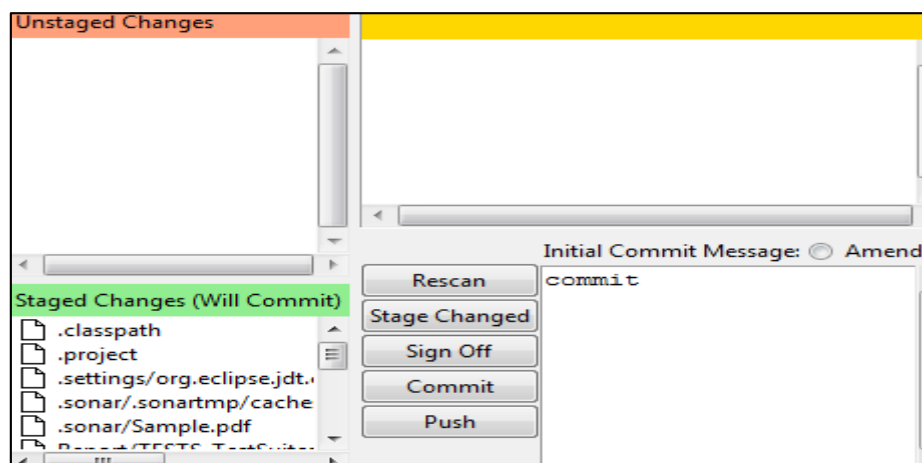 Unstaged Changes
Staged Changes (Will Commit)
.classpath
.project
.settings/org.eclipse.jdt.
.sonar/.sonartmp/cache
.sonar/Sample.pdf
Initial Commit Message: Amend
Rescan
Stage Changed
Sign Off
Commit
Push
commit